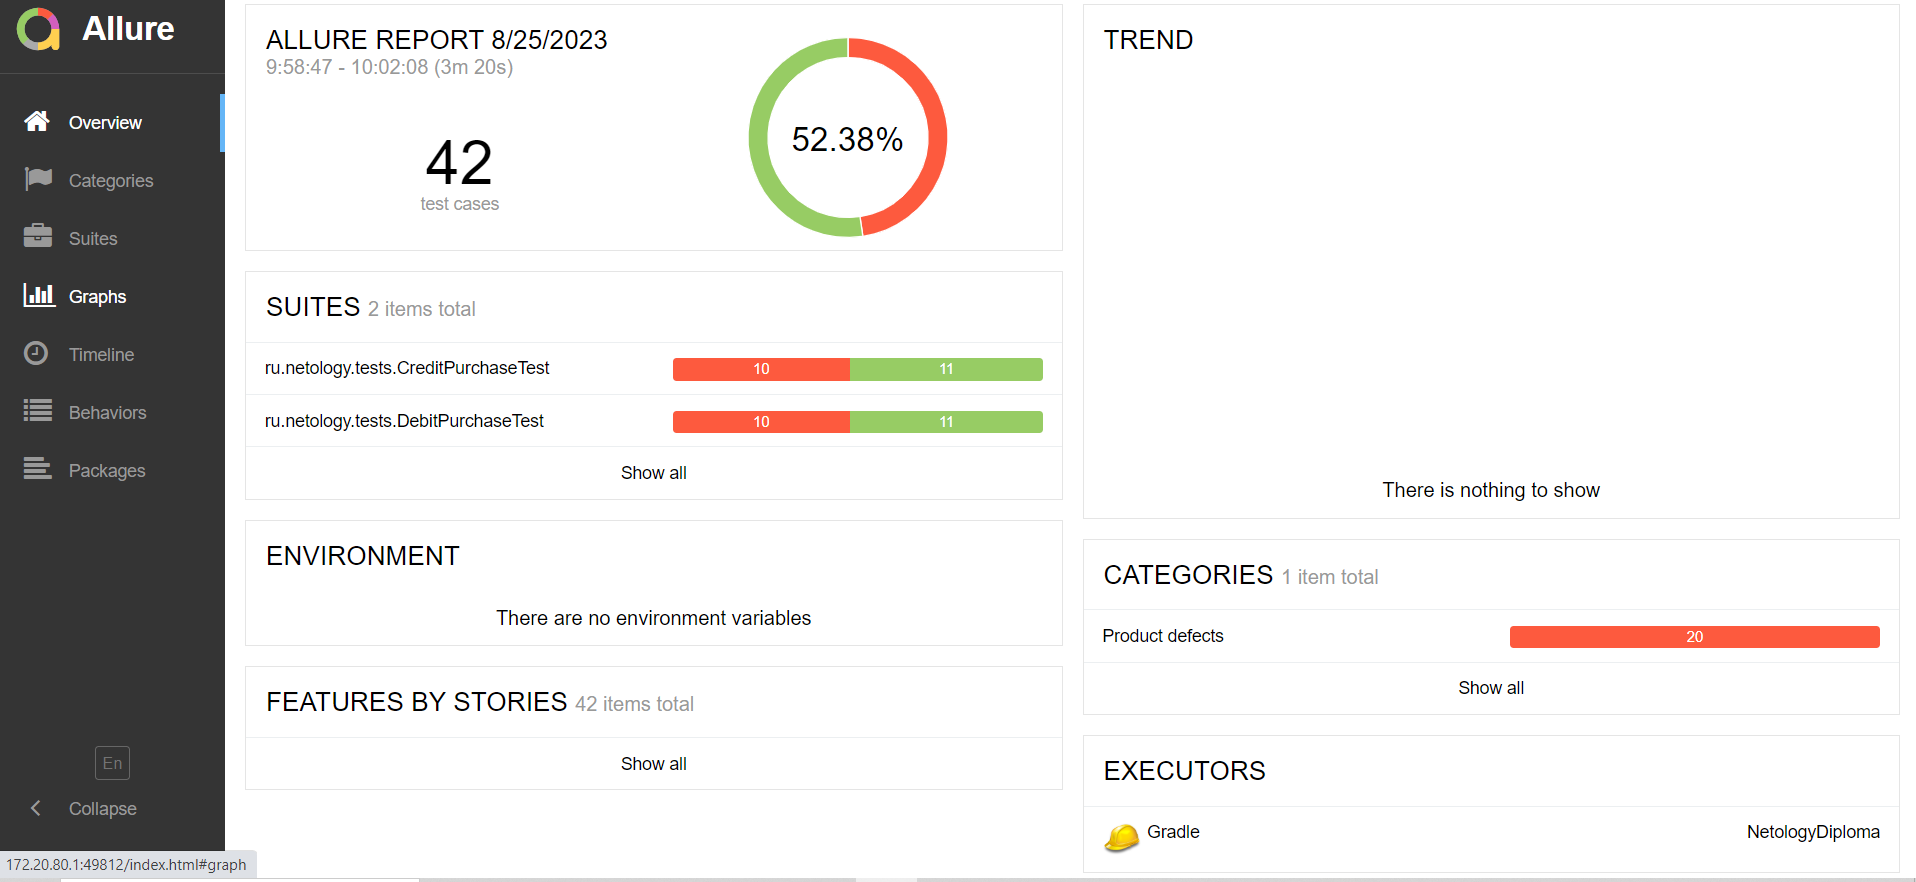 Allure
Overview
Categories
Suites
Graphs
Timeline
Behaviors
Packages
En
Collapse
172.20.80.1:49812/index.html#graph
ALLURE REPORT 8/25/2023
9:58:47 - 10:02:08 (3m 20s)
42
test cases
52.38%
SUITES 2 items total
ru.netology.tests.CreditPurchaseTest 10 11
ru.netology.tests.DebitPurchaseTest 10 11
Show all
ENVIRONMENT
There are no environment variables
FEATURES BY STORIES 42 items total
Show all
TREND
There is nothing to show
CATEGORIES 1 item total
Product defects 20
Show all
EXECUTORS
Gradle NetologyDiploma